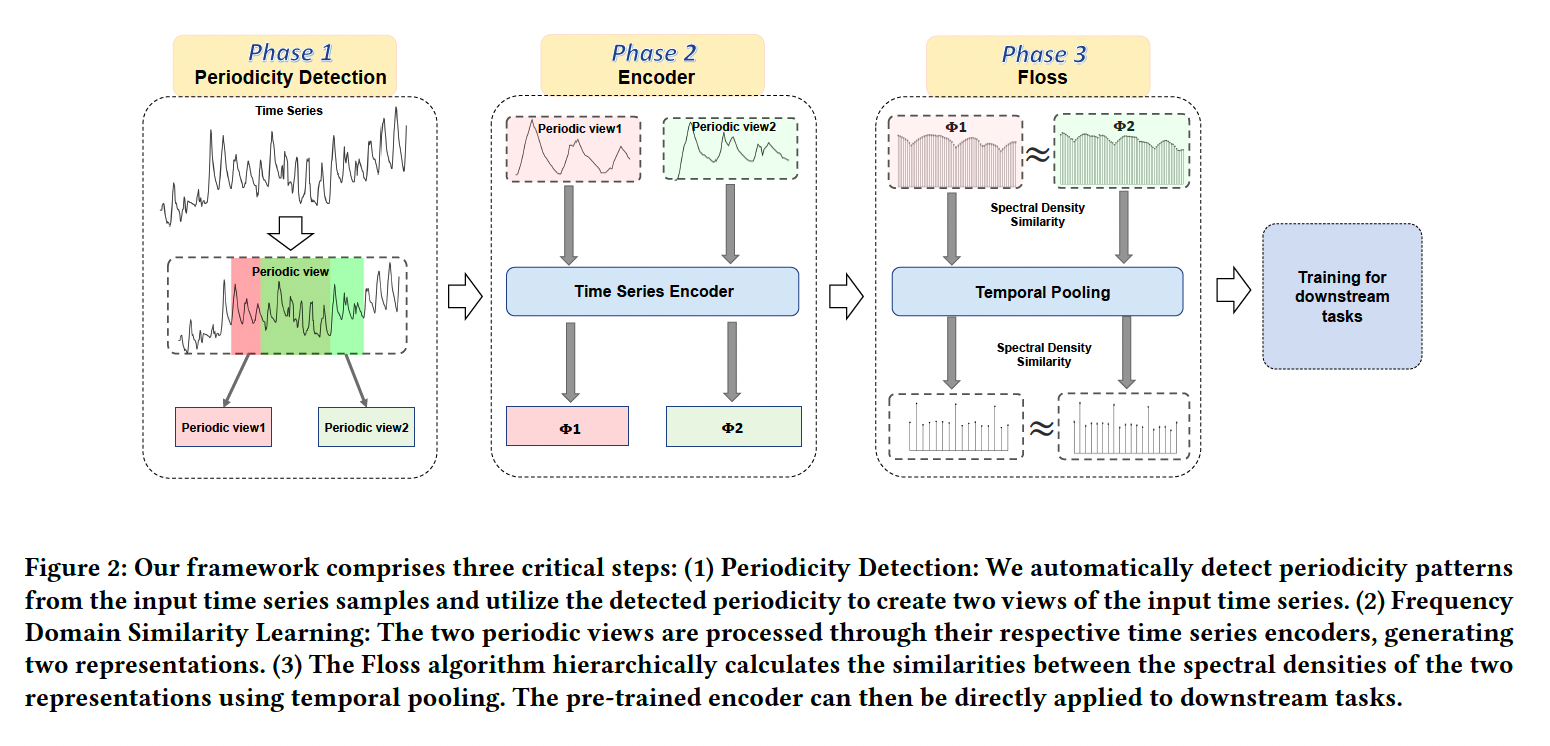 Phase 1
Periodicity Detection
Time Series
Periodic view
Periodic view1
Periodic view2
Phase 2
Encoder
Periodic view1
Periodic view2
Time Series Encoder
Φ1
Φ2
Phase 3
Floss
Φ1
≈
Φ2
Spectral Density
Similarity
Temporal Pooling
Spectral Density
Similarity
≈
Training for
downstream
tasks
Figure 2: Our framework comprises three critical steps: (1) Periodicity Detection: We automatically detect periodicity patterns
from the input time series samples and utilize the detected periodicity to create two views of the input time series. (2) Frequency
Domain Similarity Learning: The two periodic views are processed through their respective time series encoders, generating
two representations. (3) The Floss algorithm hierarchically calculates the similarities between the spectral densities of the two
representations using temporal pooling. The pre-trained encoder can then be directly applied to downstream tasks.